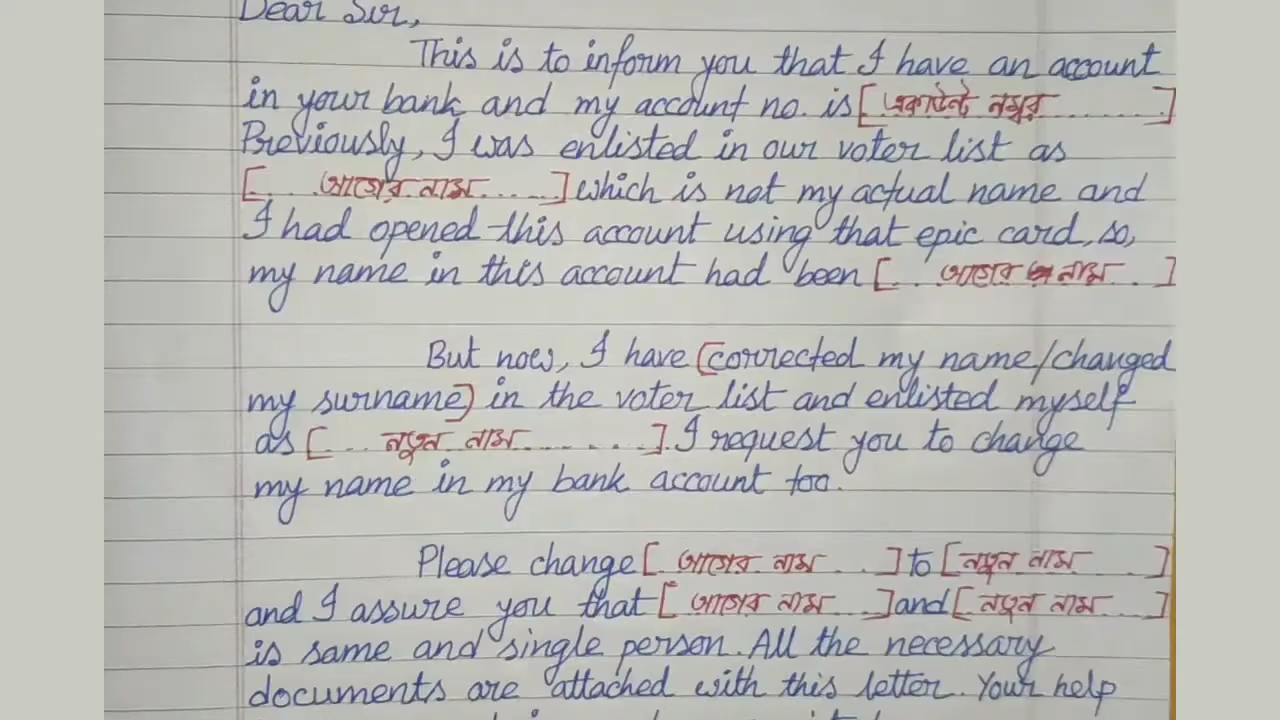 Dear Sir,
This is to inform you that I have an account
in your bank and my account no. is [ একাউন্ট নম্বর ........ ]
Previously, I was enlisted in our voter list as
[ ... আগের নাম ..... ] which is not my actual name and
I had opened this account using that epic card, so,
my name in this account had been [ .. আগের নাম .. ]
But now, I have [corrected my name/changed
my surname] in the voter list and enlisted myself
as [ ... নতুন নাম ....... ]. I request you to change
my name in my bank account too.
Please change [ . আগের নাম ... ] to [ নতুন নাম ... ]
and I assure you that [ . আগের নাম ... ] and [ . নতুন নাম ... ]
is same and single person. All the necessary
documents are attached with this letter. Your help